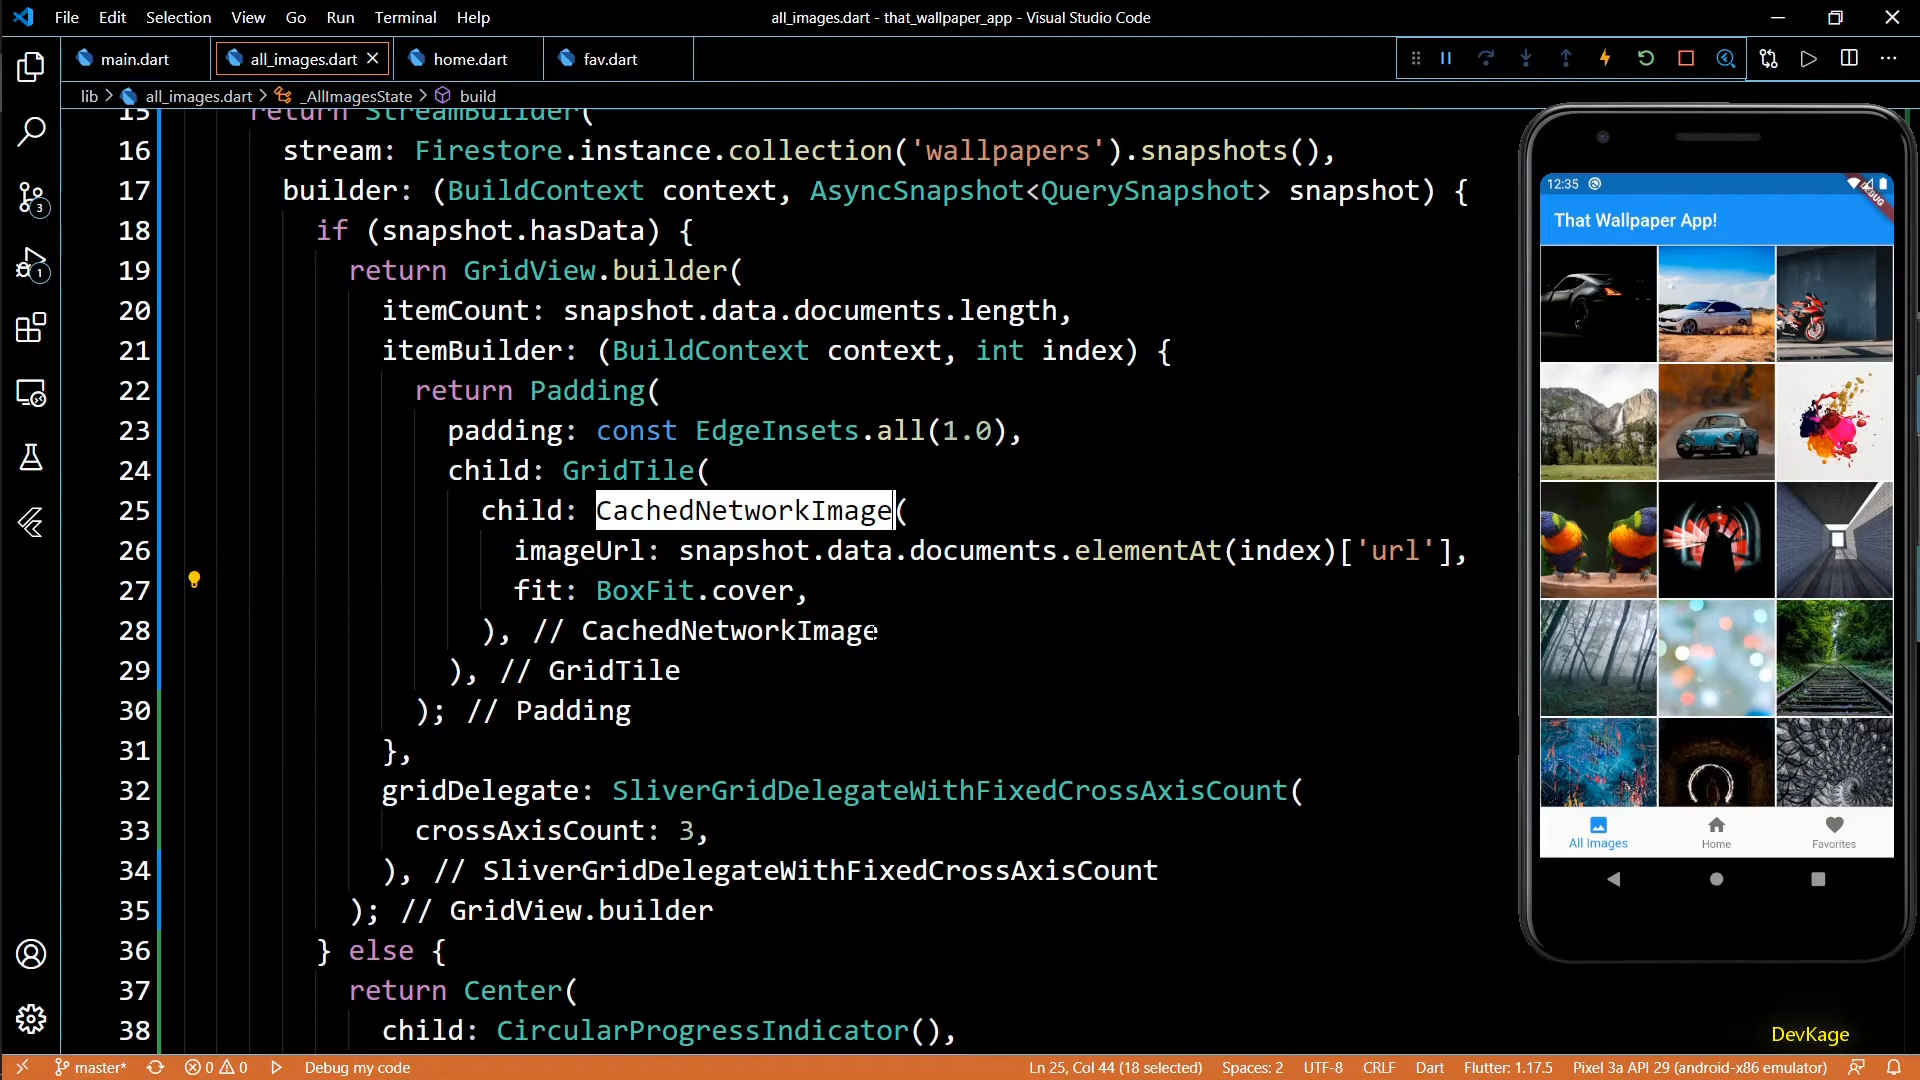 File Edit Selection View Go Run Terminal Help
all_images.dart - that_wallpaper_app - Visual Studio Code
main.dart
all_images.dart
home.dart
fav.dart
lib > all_images.dart > _AllImagesState > build
15 return StreamBuilder(
16 stream: Firestore.instance.collection('wallpapers').snapshots(),
17 builder: (BuildContext context, AsyncSnapshot<QuerySnapshot> snapshot) {
18 if (snapshot.hasData) {
19 return GridView.builder(
20 itemCount: snapshot.data.documents.length,
21 itemBuilder: (BuildContext context, int index) {
22 return Padding(
23 padding: const EdgeInsets.all(1.0),
24 child: GridTile(
25 child: CachedNetworkImage(
26 imageUrl: snapshot.data.documents.elementAt(index)['url'],
27 fit: BoxFit.cover,
28 ), // CachedNetworkImage
29 ), // GridTile
30 ); // Padding
31 },
32 gridDelegate: SliverGridDelegateWithFixedCrossAxisCount(
33 crossAxisCount: 3,
34 ), // SliverGridDelegateWithFixedCrossAxisCount
35 ); // GridView.builder
36 } else {
37 return Center(
38 child: CircularProgressIndicator(),
3
1
12:35
DEBUG
That Wallpaper App!
All Images
Home
Favorites
DevKage
master*
0
0
Debug my code
Ln 25, Col 44 (18 selected)
Spaces: 2
UTF-8
CRLF
Dart
Flutter: 1.17.5
Pixel 3a API 29 (android-x86 emulator)